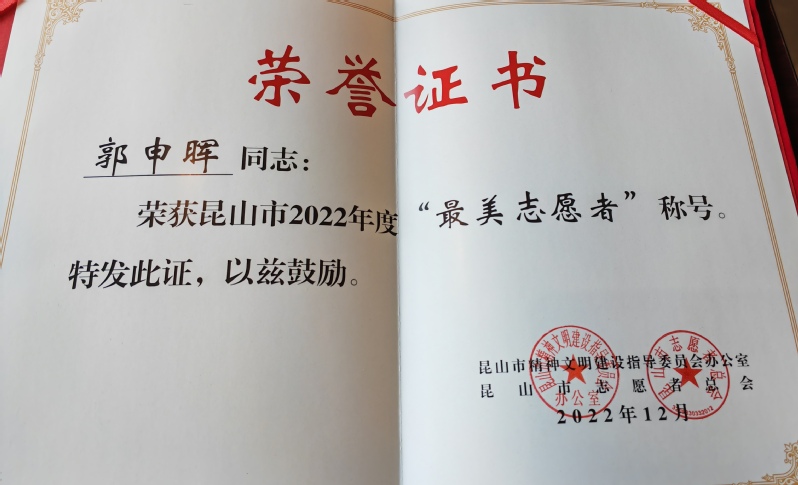 荣誉证书
郭申晖 同志：
荣获昆山市2022年度“最美志愿者”称号。
特发此证，以兹鼓励。
昆山市精神文明建设指导委员会办公室
昆山市志愿者总会
2022年12月
办公室